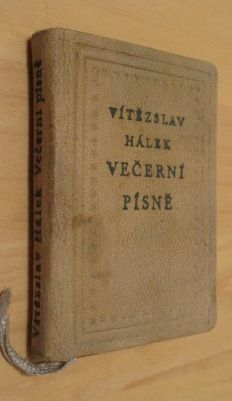 VÍTĚZSLAV
HÁLEK
VEČERNÍ
PÍSNĚ
Vítězslav Hálek Večerní písně